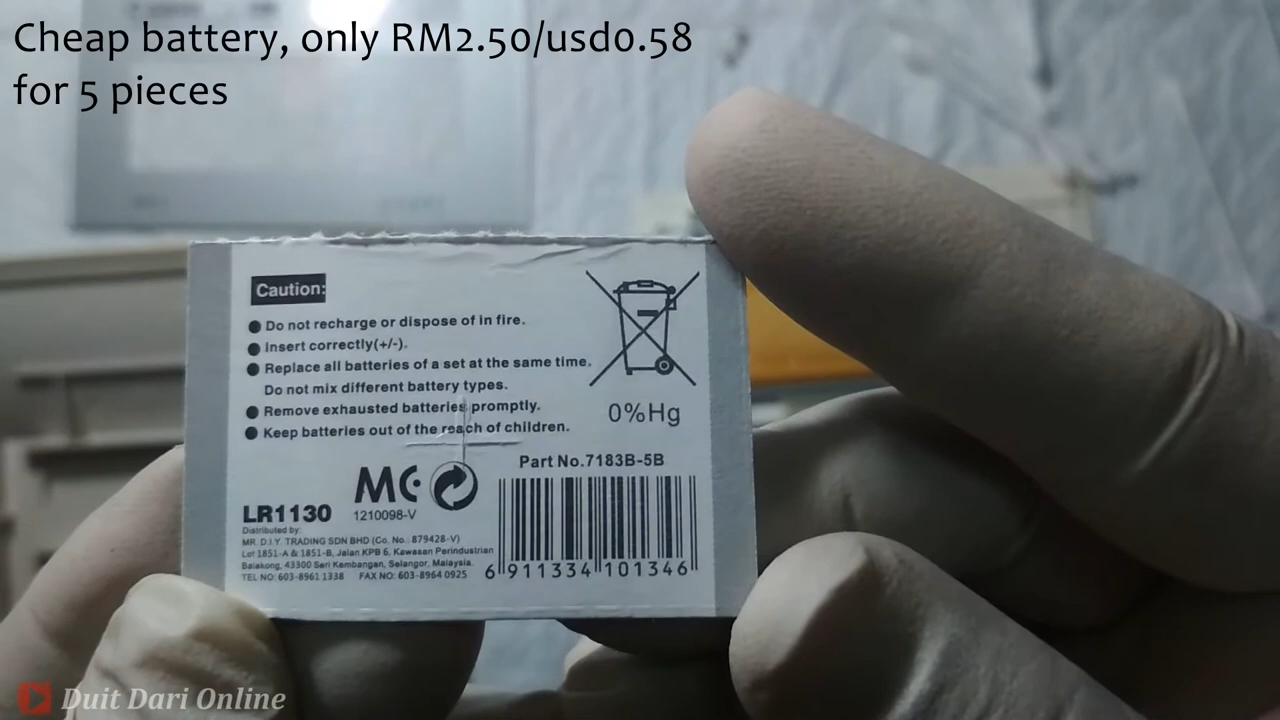 Cheap battery, only RM2.50/usd0.58
for 5 pieces
Caution:
Do not recharge or dispose of in fire.
Insert correctly(+/-).
Replace all batteries of a set at the same time.
Do not mix different battery types.
Remove exhausted batteries promptly.
Keep batteries out of the reach of children.
0%Hg
Part No.7183B-5B
MC
1210098-V
LR1130
Distributed by:
MR. D.I.Y. TRADING SDN BHD (Co. No.: 879428-V)
Lot 1851-A & 1851-B, Jalan KPB 6, Kawasan Perindustrian
Balakong, 43300 Seri Kembangan, Selangor, Malaysia.
TEL NO: 603-8961 1338 FAX NO: 603-8964 0925
6 911334 101346
Duit Dari Online